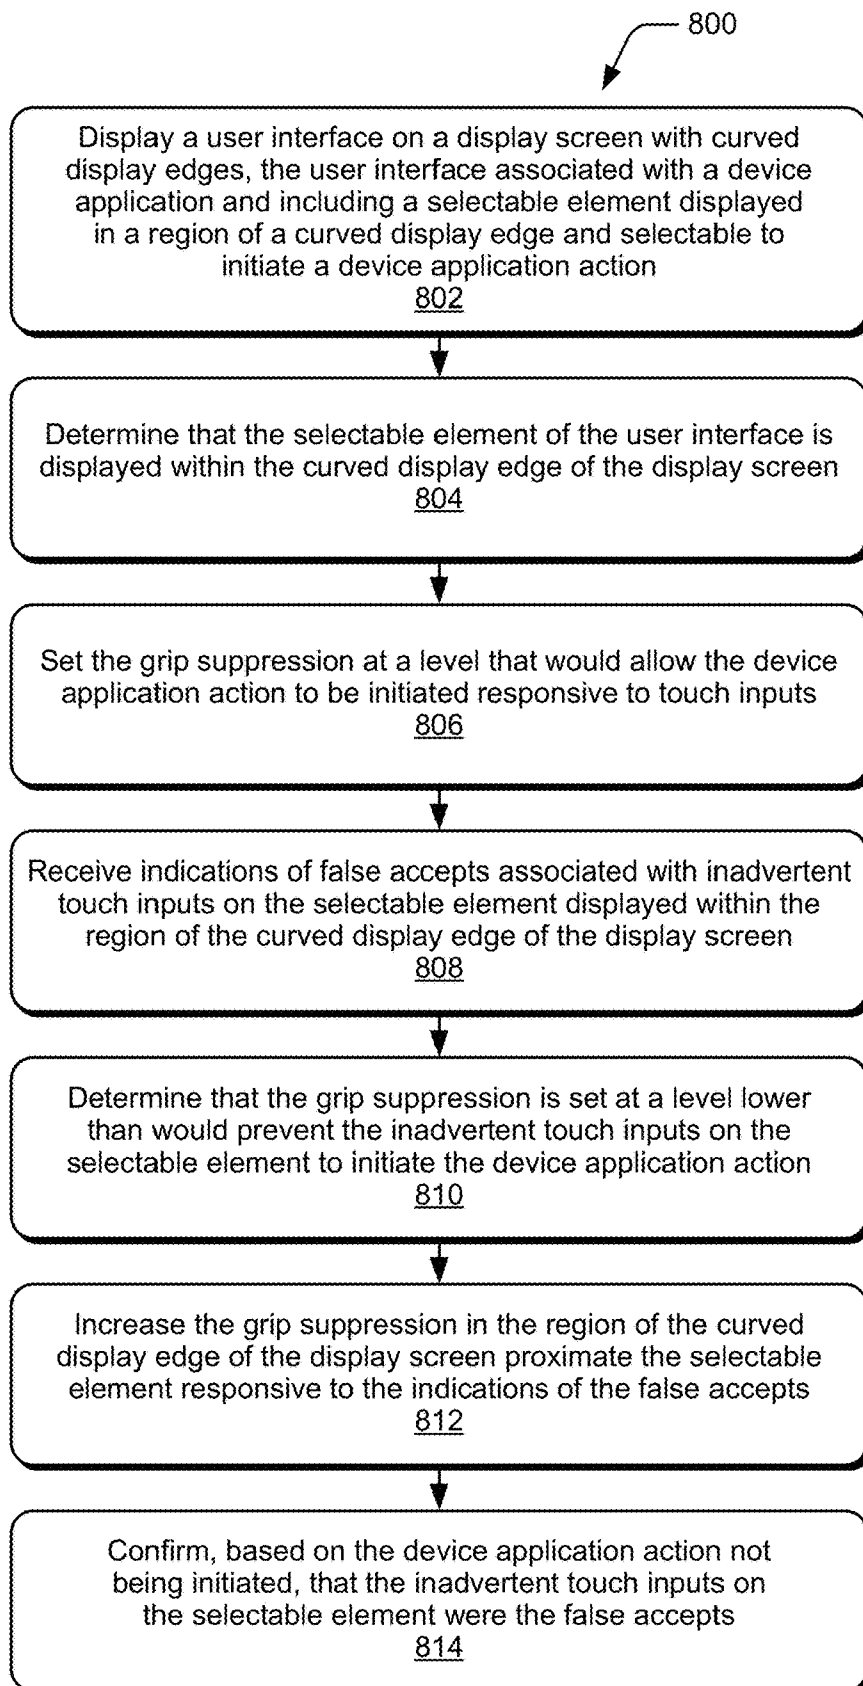 800
Display a user interface on a display screen with curved
display edges, the user interface associated with a device
application and including a selectable element displayed
in a region of a curved display edge and selectable to
initiate a device application action
802
Determine that the selectable element of the user interface is
displayed within the curved display edge of the display screen
804
Set the grip suppression at a level that would allow the device
application action to be initiated responsive to touch inputs
806
Receive indications of false accepts associated with inadvertent
touch inputs on the selectable element displayed within the
region of the curved display edge of the display screen
808
Determine that the grip suppression is set at a level lower
than would prevent the inadvertent touch inputs on the
selectable element to initiate the device application action
810
Increase the grip suppression in the region of the curved
display edge of the display screen proximate the selectable
element responsive to the indications of the false accepts
812
Confirm, based on the device application action not
being initiated, that the inadvertent touch inputs on
the selectable element were the false accepts
814